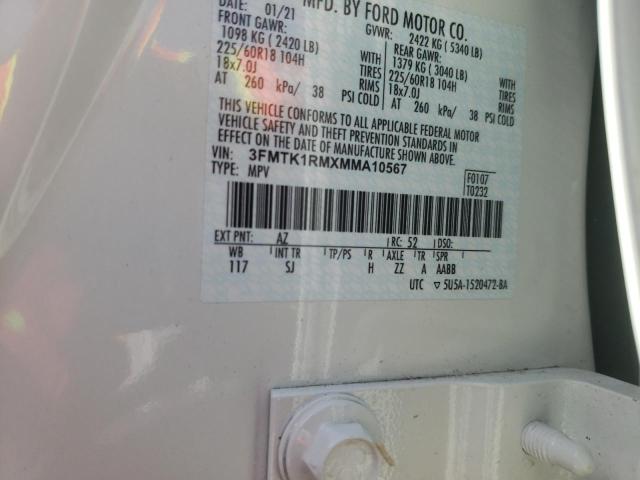 MFD. BY FORD MOTOR CO.
DATE: 01/21 GVWR: 2422 KG ( 5340 LB)
FRONT GAWR: REAR GAWR:
1098 KG ( 2420 LB) WITH 1379 KG ( 3040 LB) WITH
225/60R18 104H TIRES 225/60R18 104H TIRES
18x7.0J RIMS 18x7.0J RIMS
AT 260 kPa/ 38 PSI COLD AT 260 kPa/ 38 PSI COLD
THIS VEHICLE CONFORMS TO ALL APPLICABLE FEDERAL MOTOR
VEHICLE SAFETY AND THEFT PREVENTION STANDARDS IN
EFFECT ON THE DATE OF MANUFACTURE SHOWN ABOVE.
VIN: 3FMTK1RMXMMA10567
TYPE: MPV
F0107
T0232
EXT PNT: AZ RC: 52 DSO:
WB INT TR TP/PS R AXLE TR SPR
117 SJ H ZZ A AABB
UTC ▽ 5U5A-1520472-BA